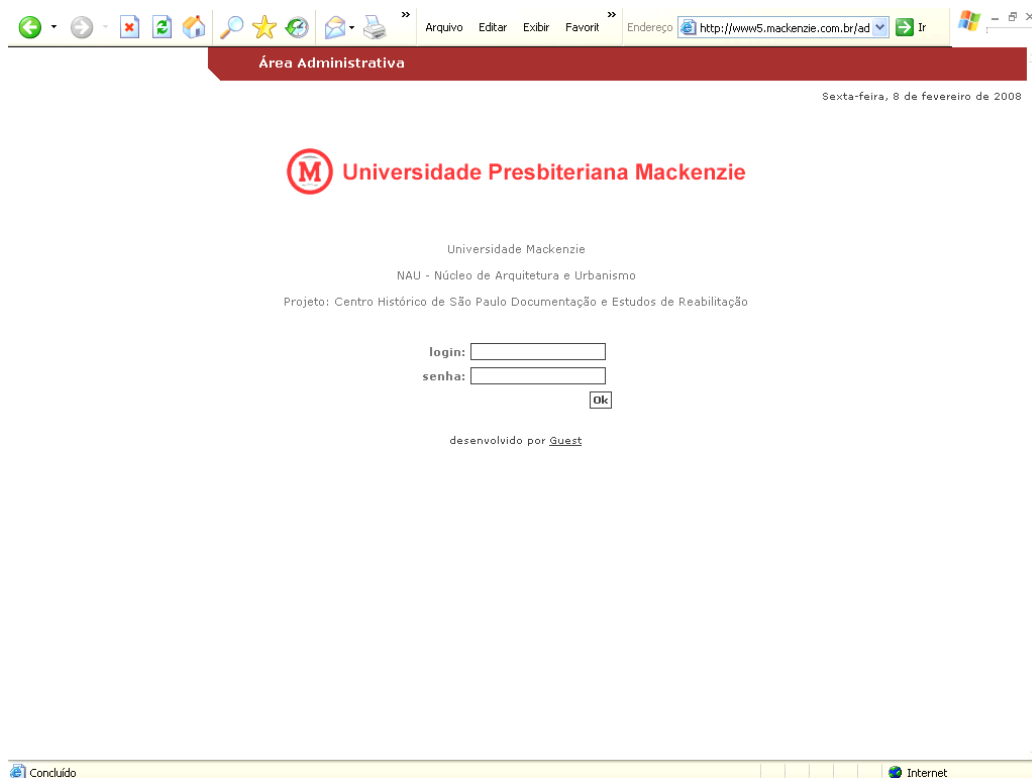 » Arquivo Editar Exibir Favorit » Endereço http://www5.mackenzie.com.br/ad Ir
Área Administrativa
Sexta-feira, 8 de fevereiro de 2008
M Universidade Presbiteriana Mackenzie
Universidade Mackenzie
NAU - Núcleo de Arquitetura e Urbanismo
Projeto: Centro Histórico de São Paulo Documentação e Estudos de Reabilitação
login:
senha:
Ok
desenvolvido por Guest
Concluído Internet